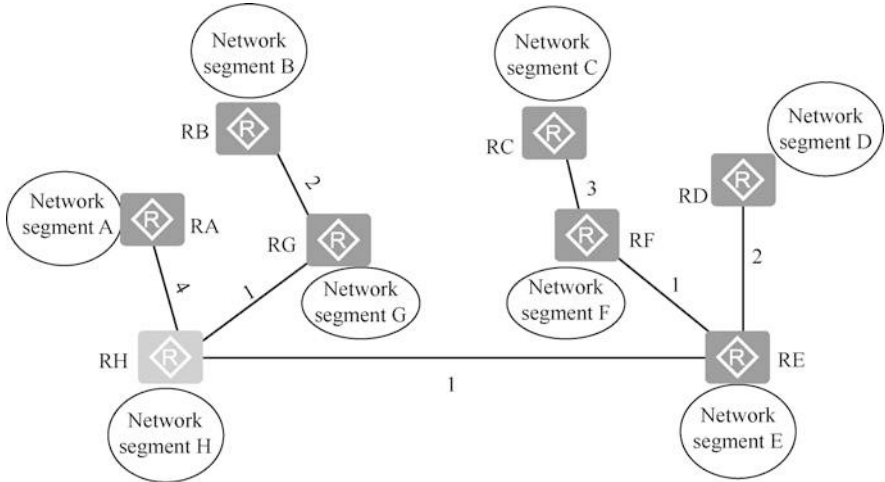 Network
segment B
Network
segment C
Network
segment D
R
RB
R
RC
R
RD
2
3
Network
segment A
R
RA
R
RG
R
RF
2
4
1
1
Network
segment G
Network
segment F
RH
R
R
RE
1
Network
segment H
Network
segment E